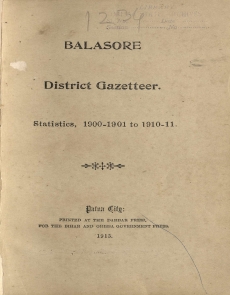 BALASORE
District Gazetteer.
Statistics, 1900-1901 to 1910-11.
Patna City:
PRINTED AT THE
PRESS,
FOR THE BIHAR AND ORISSA GOVERNMENT PRESS
1913.